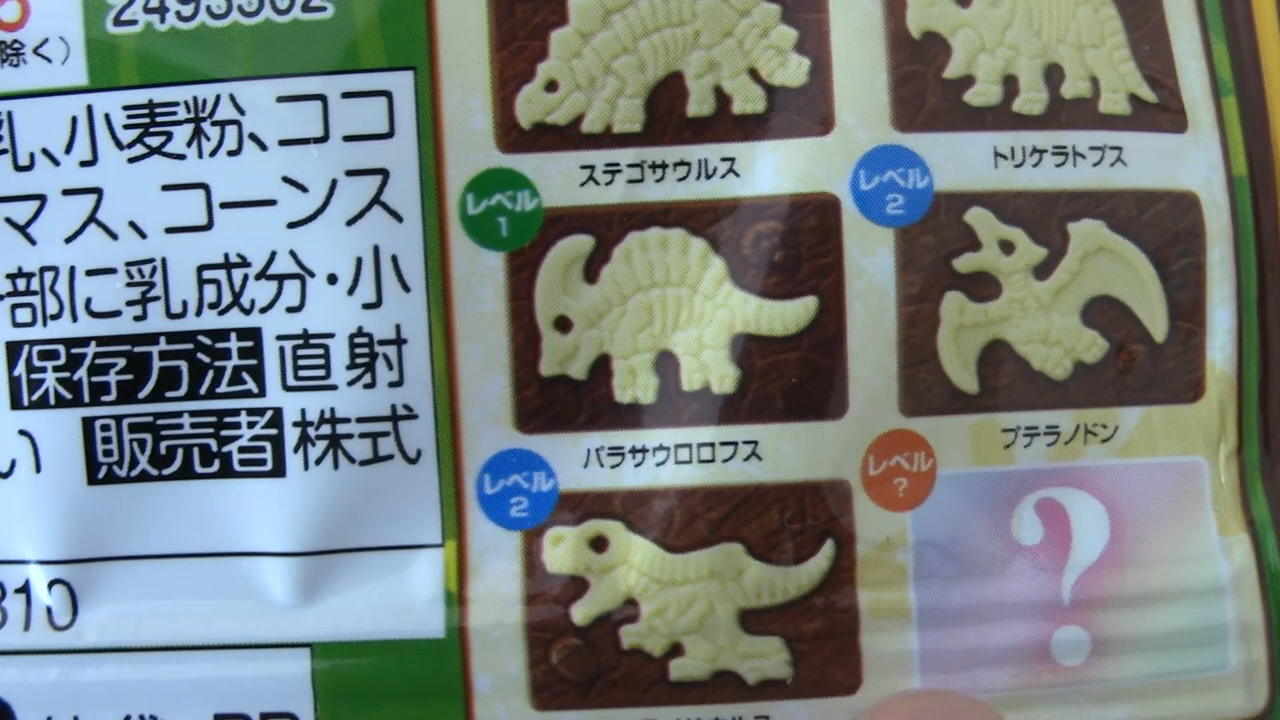 2493302
除く)
乳、小麦粉、ココ
マス、コーンス
部に乳成分・小
保存方法 直射
い 販売者 株式
310
ステゴサウルス
トリケラトプス
レベル
1
レベル
2
パラサウロロフス
プテラノドン
レベル
2
レベル
?
?